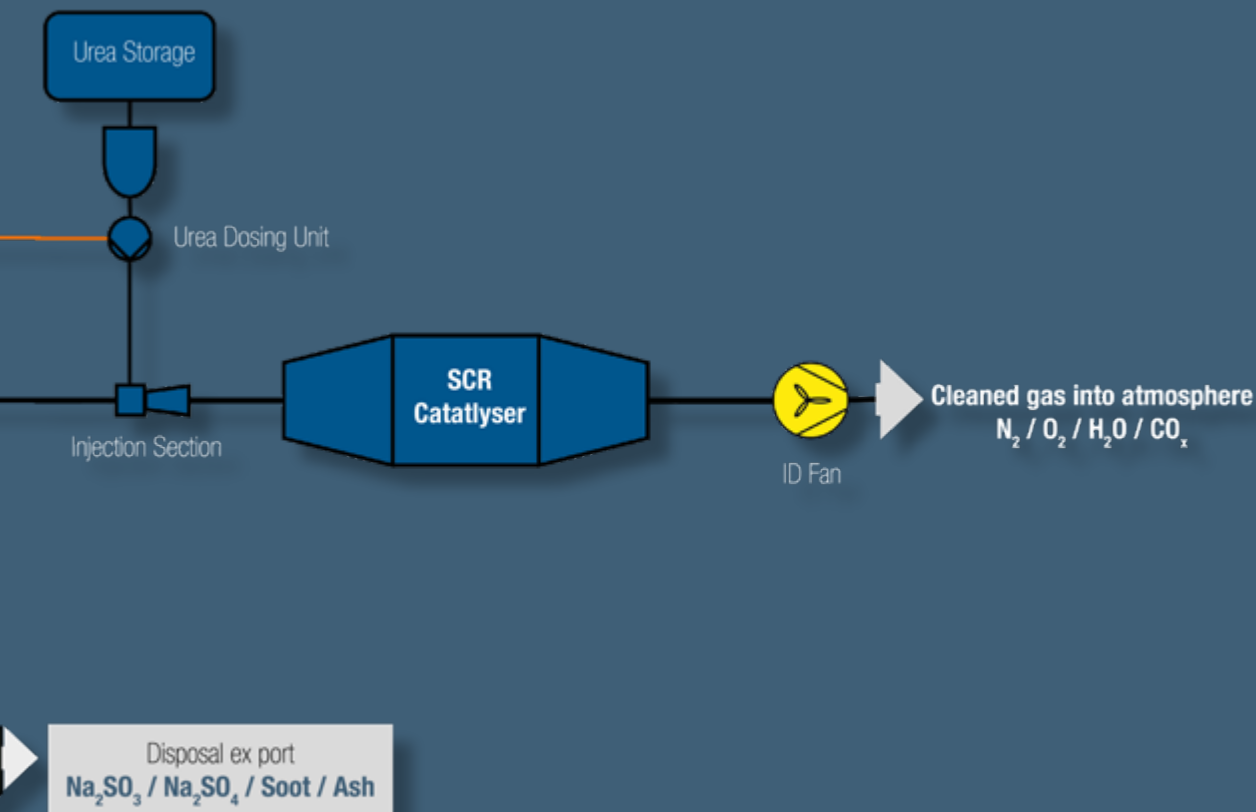 Urea Storage
Urea Dosing Unit
SCR
Catatlyser
Injection Section
Cleaned gas into atmosphere
N₂ / O₂ / H₂O / COₓ
ID Fan
Disposal ex port
Na₂SO₃ / Na₂SO₄ / Soot / Ash